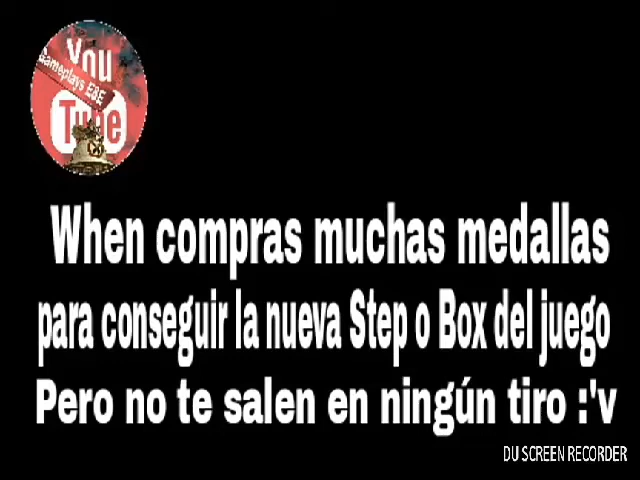 You
Gameplays E&E
Tube
When compras muchas medallas
para conseguir la nueva Step o Box del juego
Pero no te salen en ningún tiro :'v
DU SCREEN RECORDER